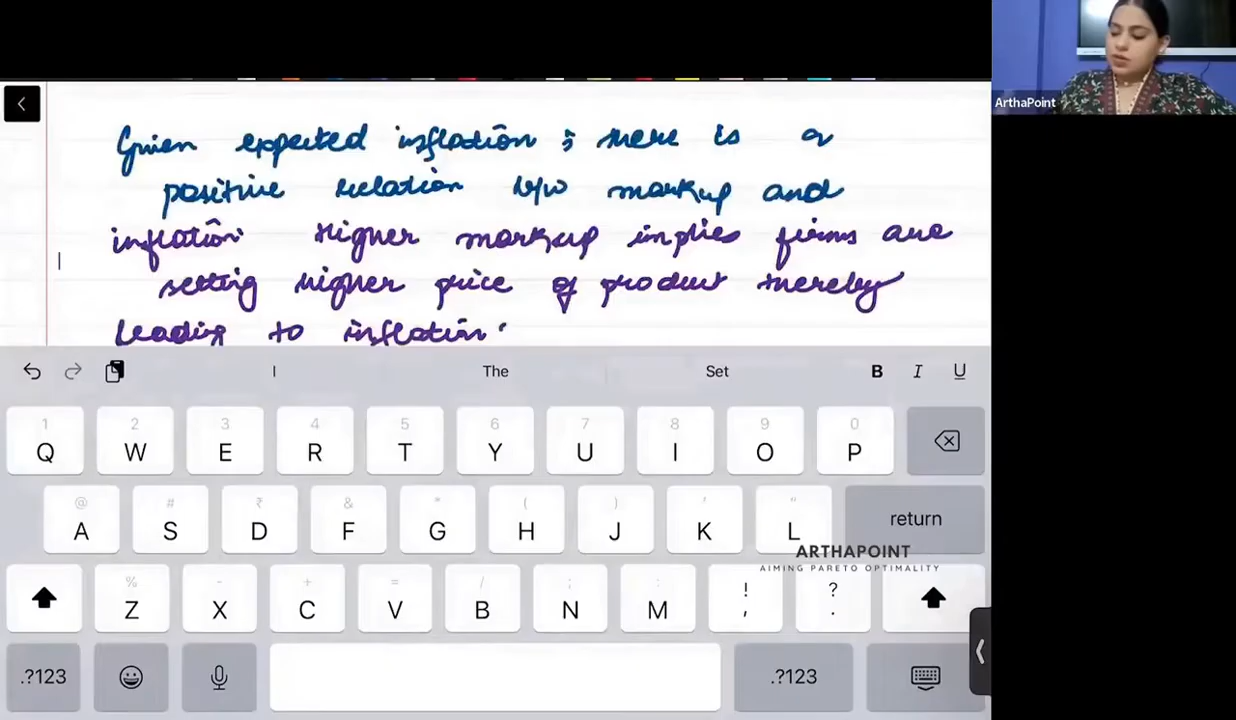 ArthaPoint
Given expected inflation ; there is a
positive relation b/w markup and
inflation. Higher markup implies firms are
setting higher price of product thereby
leading to inflation.
I The Set B I U
1 2 3 4 5 6 7 8 9 0
Q W E R T Y U I O P
@ # ₹ & * ( ) ' "
A S D F G H J K L return
ARTHAPOINT
AIMING PARETO OPTIMALITY
% - + = / ; : ! ?
Z X C V B N M , .
.?123 .?123